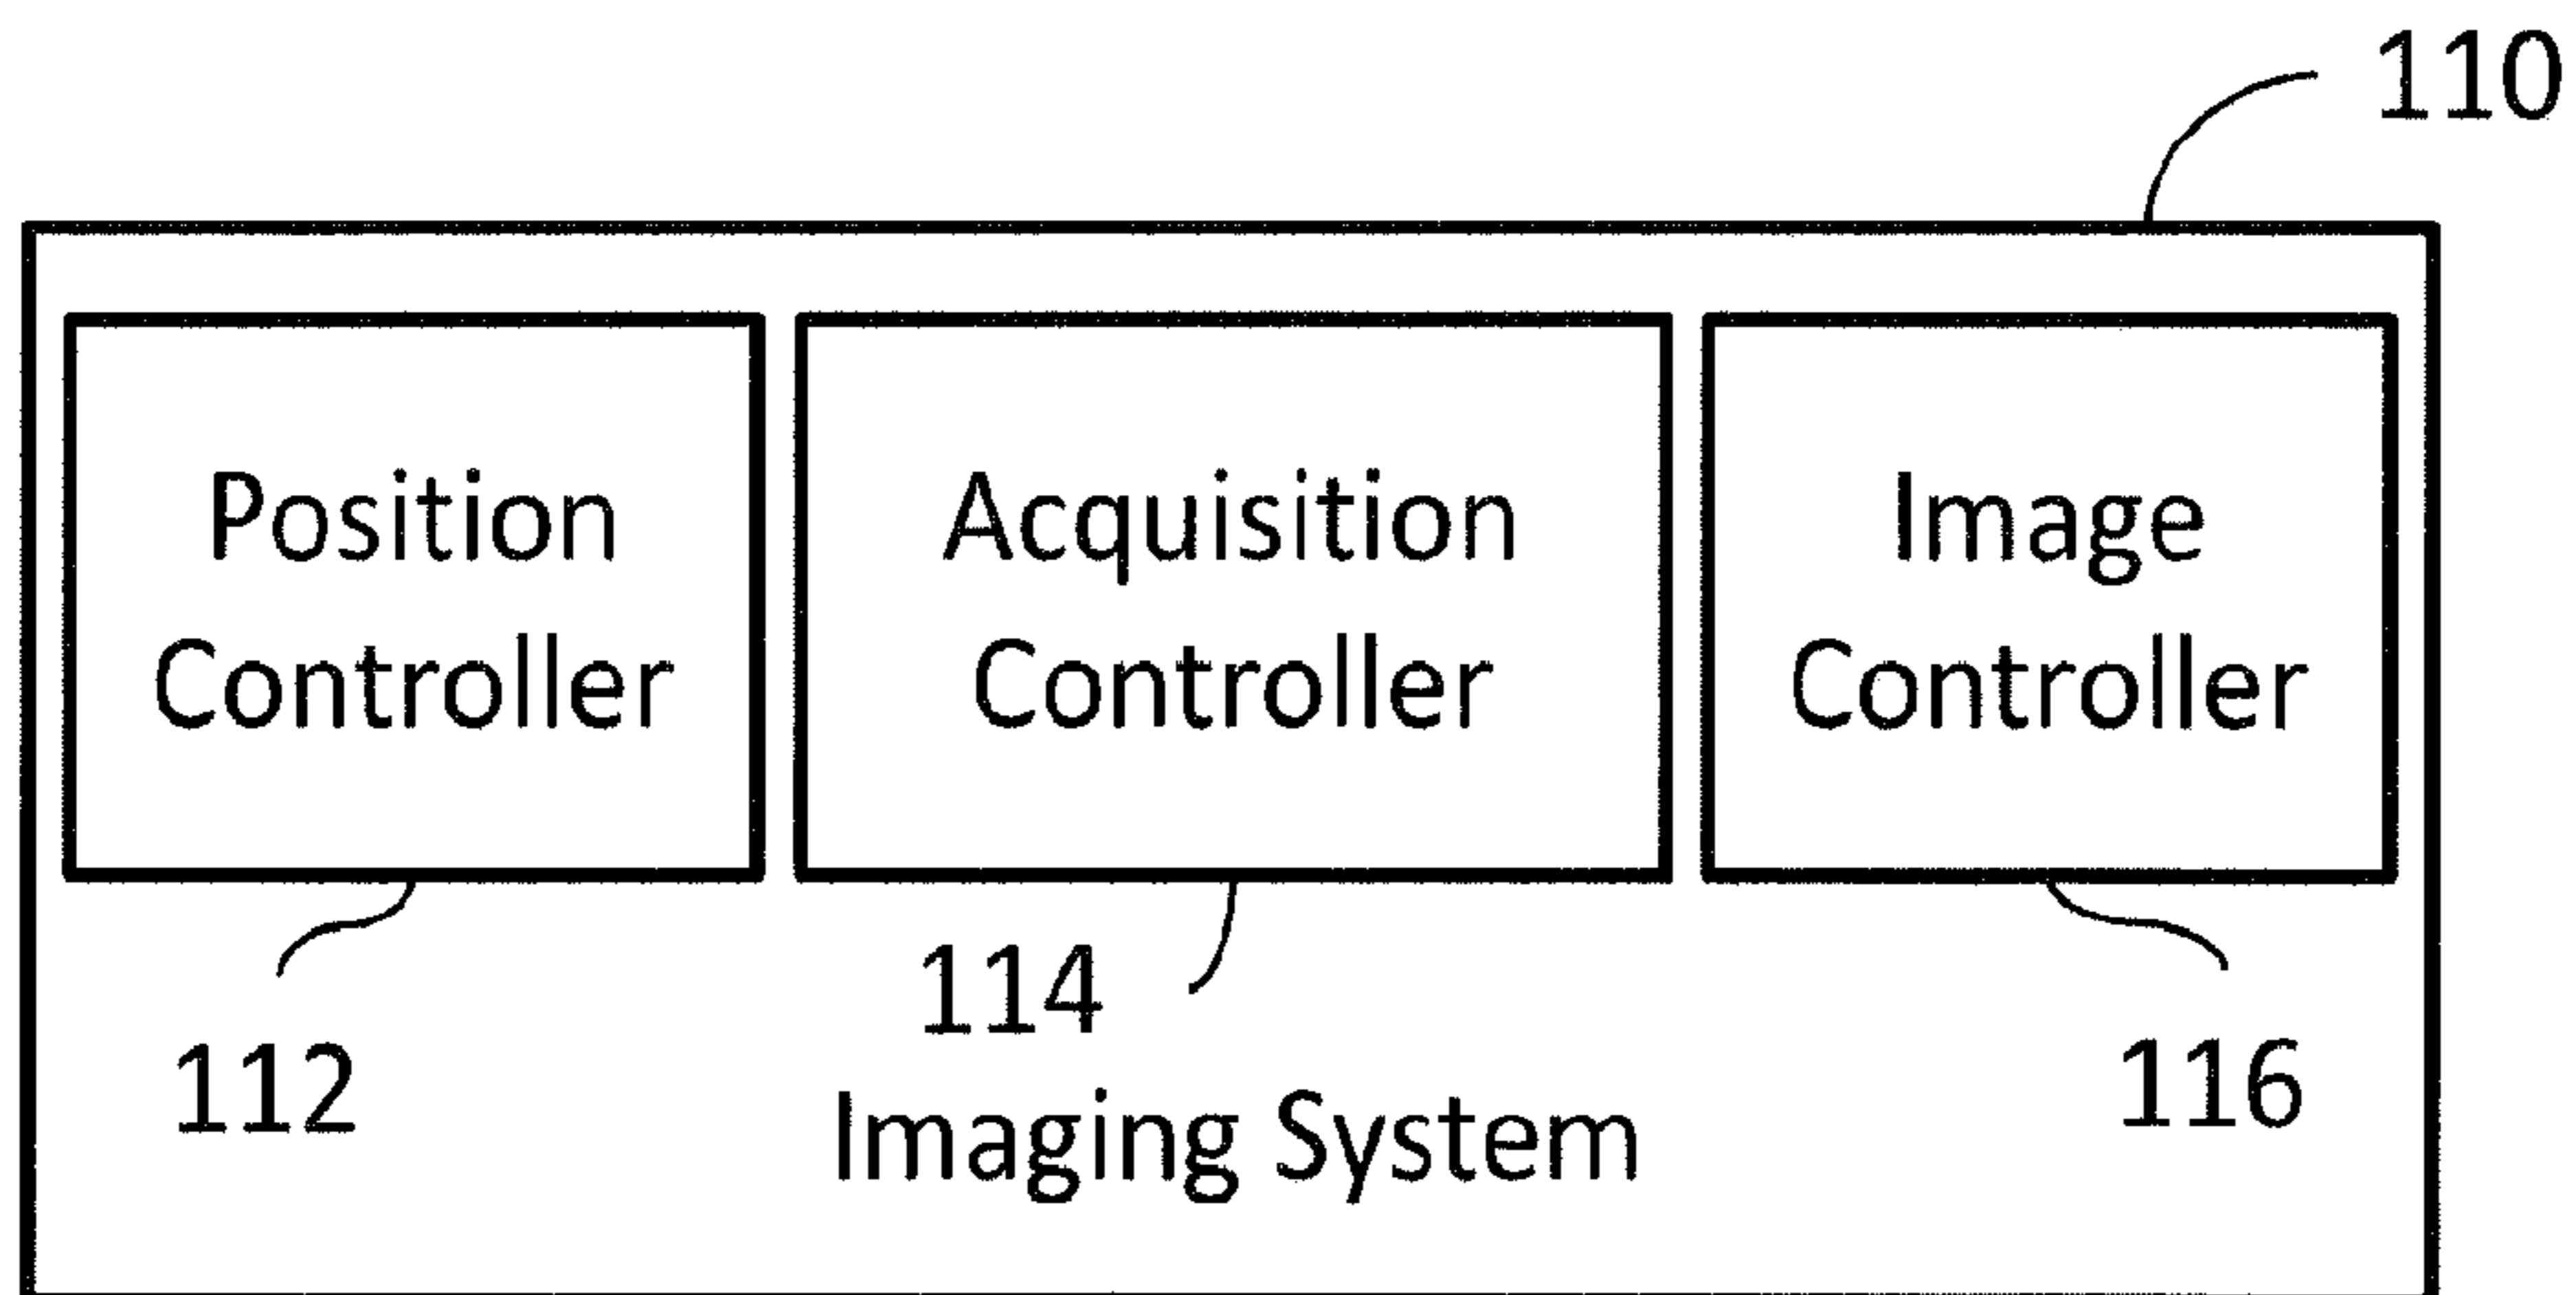 110
Position
Controller
Acquisition
Controller
Image
Controller
112
114
116
Imaging System